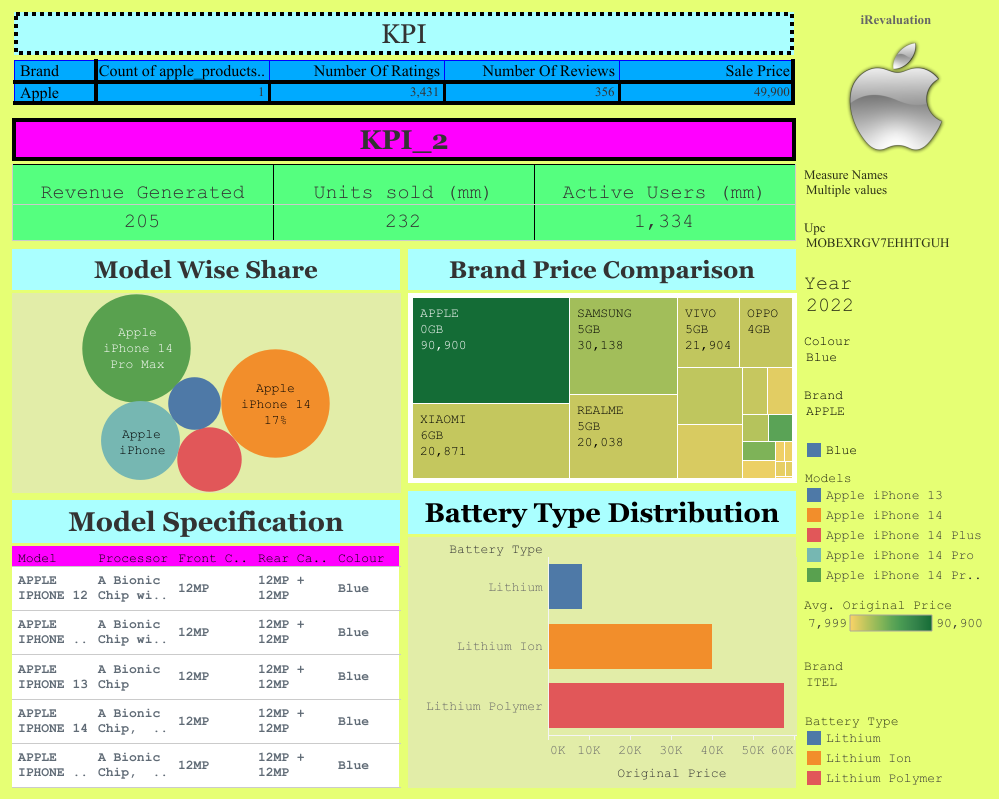 KPI
Brand Count of apple_products.. Number Of Ratings Number Of Reviews Sale Price
Apple 1 3,431 356 49,900
KPI_2
Revenue Generated Units sold (mm) Active Users (mm)
205 232 1,334
Model Wise Share
Apple
iPhone 14
Pro Max
Apple
iPhone 14
17%
Apple
iPhone
Brand Price Comparison
APPLE
0GB
90,900
SAMSUNG
5GB
30,138
VIVO
5GB
21,904
OPPO
4GB
XIAOMI
6GB
20,871
REALME
5GB
20,038
Model Specification
Model Processor Front C.. Rear Ca.. Colour
APPLE A Bionic 12MP 12MP + Blue
IPHONE 12 Chip wi.. 12MP
APPLE A Bionic 12MP 12MP + Blue
IPHONE .. Chip wi.. 12MP
APPLE A Bionic 12MP 12MP + Blue
IPHONE 13 Chip 12MP
APPLE A Bionic 12MP 12MP + Blue
IPHONE 14 Chip, .. 12MP
APPLE A Bionic 12MP 12MP + Blue
IPHONE .. Chip, .. 12MP
Battery Type Distribution
Battery Type
Lithium
Lithium Ion
Lithium Polymer
0K 10K 20K 30K 40K 50K 60K
Original Price
iRevaluation
Measure Names
Multiple values
Upc
MOBEXRGV7EHHTGUH
Year
2022
Colour
Blue
Brand
APPLE
Blue
Models
Apple iPhone 13
Apple iPhone 14
Apple iPhone 14 Plus
Apple iPhone 14 Pro
Apple iPhone 14 Pr..
Avg. Original Price
7,999 90,900
Brand
ITEL
Battery Type
Lithium
Lithium Ion
Lithium Polymer